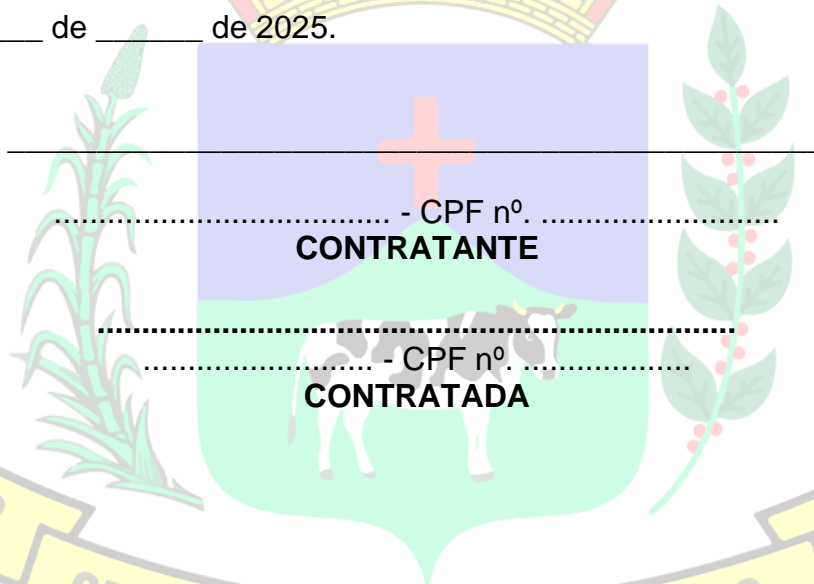 ___ de ______ de 2025.
______________________________________________
...................................... - CPF nº. ...........................
CONTRATANTE
........................................................................
.......................... - CPF nº. ...................
CONTRATADA